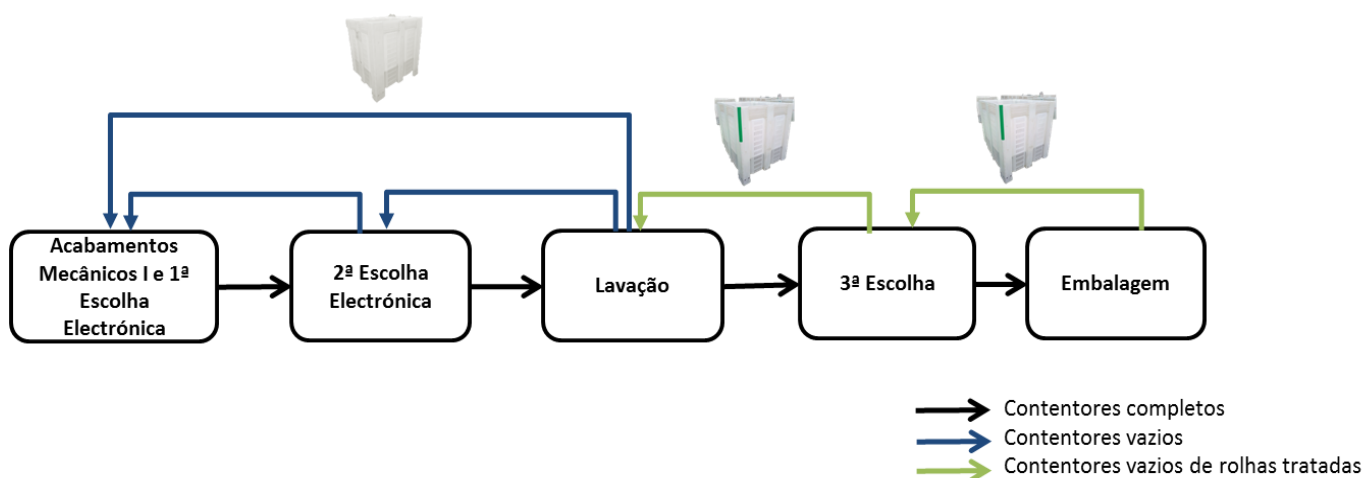 Acabamentos
Mecânicos I e 1ª
Escolha
Electrónica
2ª Escolha
Electrónica
Lavação
3ª Escolha
Embalagem
Contentores completos
Contentores vazios
Contentores vazios de rolhas tratadas